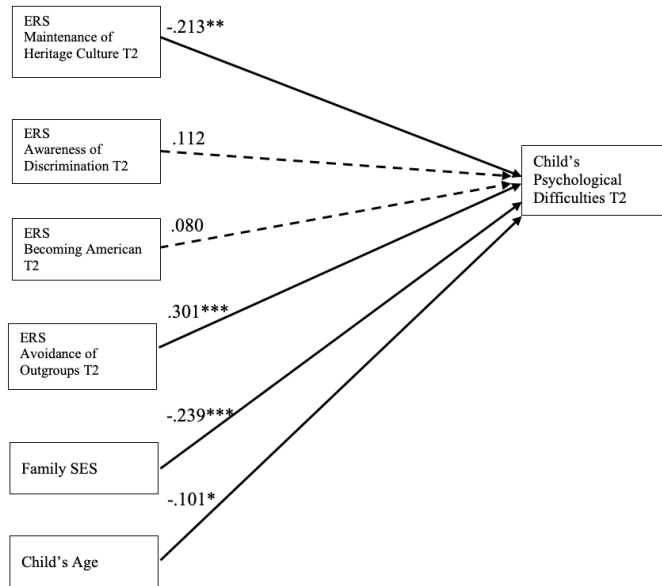 ERS
Maintenance of
Heritage Culture T2
-.213**
ERS
Awareness of
Discrimination T2
.112
Child's
Psychological
Difficulties T2
ERS
Becoming American
T2
.080
ERS
Avoidance of
Outgroups T2
.301***
Family SES
-.239***
Child's Age
-.101*